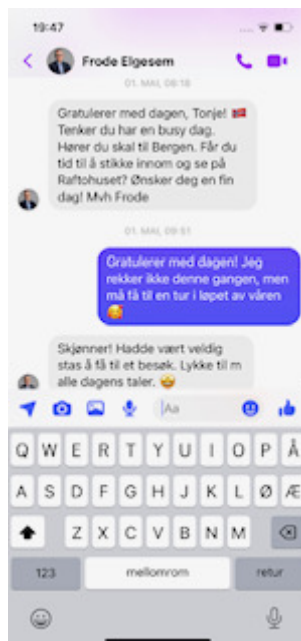 19:47
Frode Elgesem
01. MAI, 08:18
Gratulerer med dagen, Tonje! 🇳🇴
Tenker du har en busy dag.
Hører du skal til Bergen. Får du
tid til å stikke innom og se på
Raftohuset? Ønsker deg en fin
dag! Mvh Frode
01. MAI, 09:51
Gratulerer med dagen! Jeg
rekker ikke denne gangen, men
må få til en tur i løpet av våren
🥰
Skjønner! Hadde vært veldig
stas å få til et besøk. Lykke til m
alle dagens taler. 🤩
Aa
Q W E R T Y U I O P Å
A S D F G H J K L Ø Æ
Z X C V B N M
123 mellomrom retur